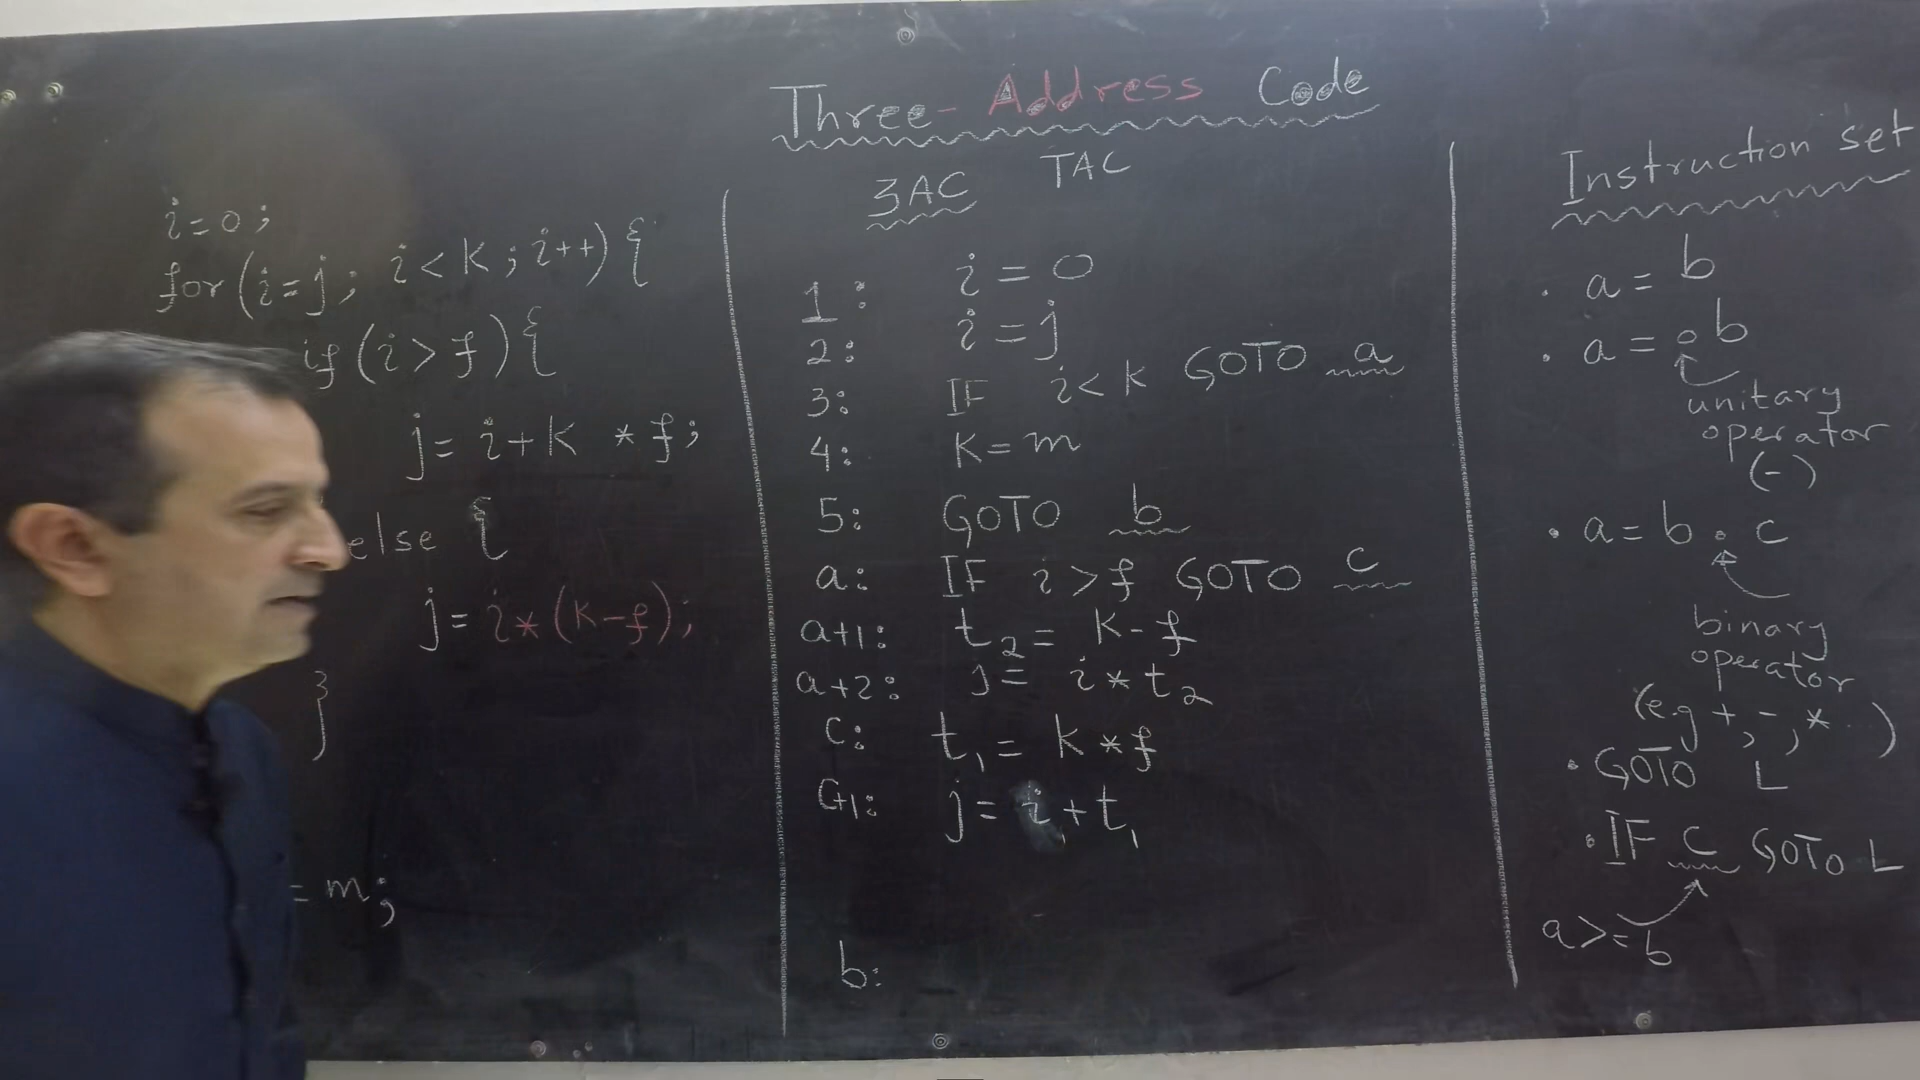 Three-Address Code
3AC TAC
i=0;
for(i=j; i<k; i++){
if(i>f){
j= i+k *f;
else {
j= i*(k-f);
}
= m;
1: i = 0
2: i = j
3: IF i<k GOTO a
4: K=m
5: GOTO b
a: IF i>f GOTO c
a+1: t2= k-f
a+2: j= i*t2
c: t1= k*f
c+1: j= i+t1
b:
Instruction set
. a= b
. a= ∘b
unitary
operator
(-)
. a= b ∘ c
binary
operator
(e.g +,-,* )
. GOTO L
. IF c GOTO L
a>=b